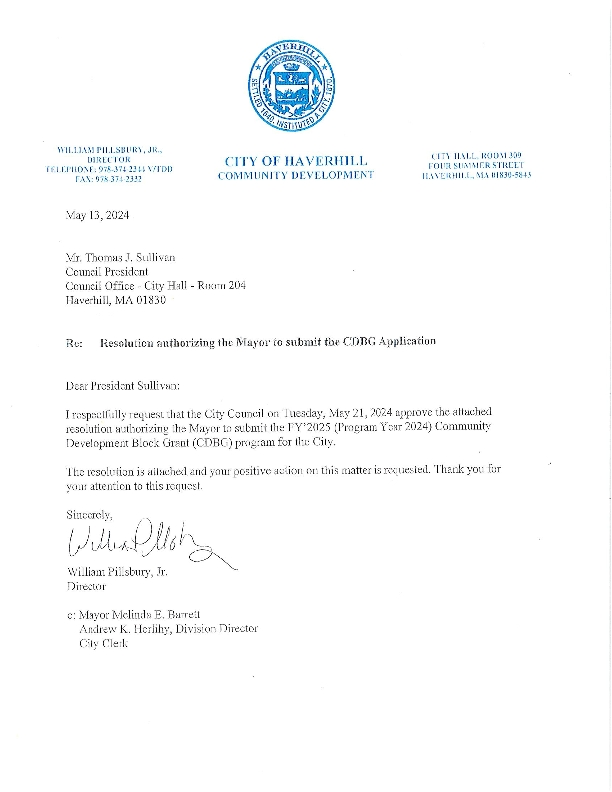 HAVERHILL
SETTLED 1640. INSTITUTED A CITY, 1870.
WILLIAM PILLSBURY, JR.,
DIRECTOR
TELEPHONE: 978-374-2344 V/TDD
FAX: 978-374-2332
CITY OF HAVERHILL
COMMUNITY DEVELOPMENT
CITY HALL, ROOM 309
FOUR SUMMER STREET
HAVERHILL, MA 01830-5843
May 13, 2024
Mr. Thomas J. Sullivan
Council President
Council Office - City Hall - Room 204
Haverhill, MA 01830
Re: Resolution authorizing the Mayor to submit the CDBG Application
Dear President Sullivan:
I respectfully request that the City Council on Tuesday, May 21, 2024 approve the attached
resolution authorizing the Mayor to submit the FY'2025 (Program Year 2024) Community
Development Block Grant (CDBG) program for the City.
The resolution is attached and your positive action on this matter is requested. Thank you for
your attention to this request.
Sincerely,
William Pillsbury, Jr.
Director
c: Mayor Melinda E. Barrett
Andrew K. Herlihy, Division Director
City Clerk